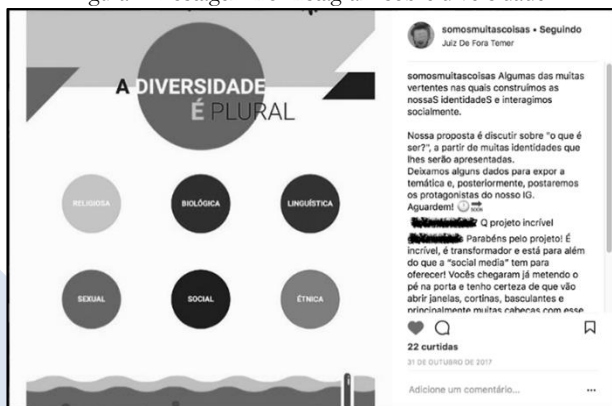 A DIVERSIDADE
É PLURAL
RELIGIOSA
BIOLÓGICA
LINGUÍSTICA
SEXUAL
SOCIAL
ÉTNICA
somosmuitascoisas • Seguindo
Juiz De Fora Temer
somosmuitascoisas Algumas das muitas
vertentes nas quais construímos as
nossaS identidadeS e interagimos
socialmente.
Nossa proposta é discutir sobre "o que é
ser?", a partir de muitas identidades que
lhes serão apresentadas.
Deixamos alguns dados para expor a
temática e, posteriormente, postaremos
os protagonistas do nosso IG.
Aguardem!
SOON
Q projeto incrível
Parabéns pelo projeto! É
incrível, é transformador e está para além
do que a "social media" tem para
oferecer! Vocês chegaram já metendo o
pé na porta e tenho certeza de que vão
abrir janelas, cortinas, basculantes e
principalmente muitas cabeças com esse
22 curtidas
31 DE OUTUBRO DE 2017
Adicione um comentário...